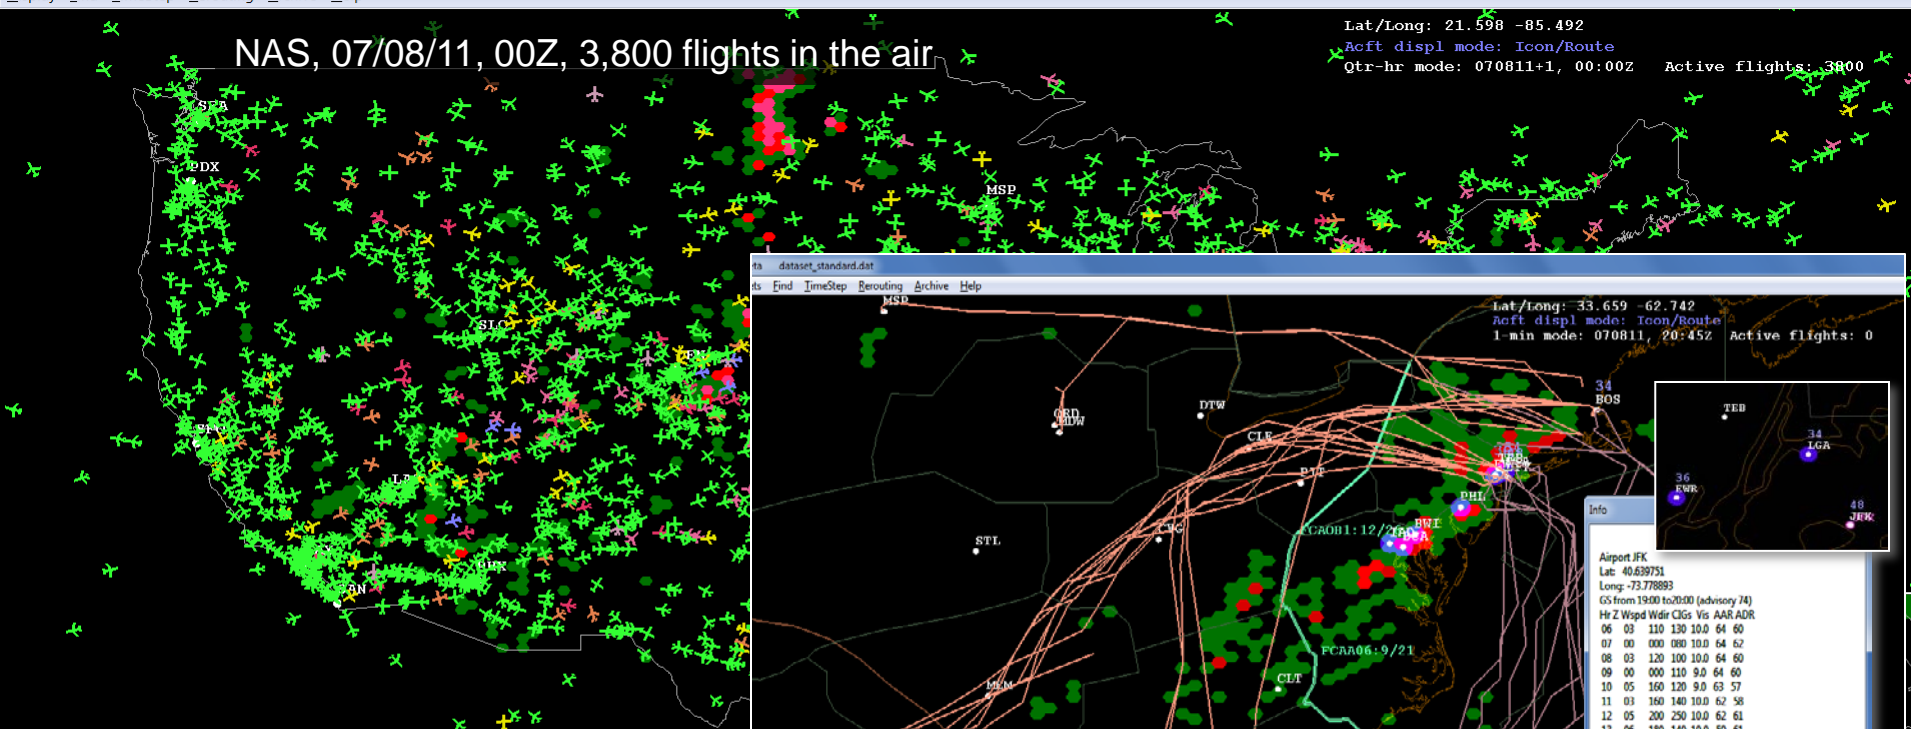 NAS, 07/08/11, 00Z, 3,800 flights in the air
Lat/Long: 21.598 -85.492
Acft displ mode: Icon/Route
Qtr-hr mode: 070811+1, 00:00Z Active flights: 3800
SEA
PDX
MSP
SLC
dataset_standard.dat
Find TimeStep Rerouting Archive Help
MSP
Lat/Long: 33.659 -62.742
Acft displ mode: Icon/Route
1-min mode: 070811, 20:45Z Active flights: 0
34
BOS
DTW
ORD
MDW
CLE
PIT
PHL
BWI
CVG
STL
FCAA06:9/21
CLT
MEM
TEB
34
LGA
36
EWR
48
JFK
Info
Airport JFK
Lat: 40.639751
Long: -73.778893
GS from 19:00 to20:00 (advisory 74)
Hr Z Wspd Wdir CIGs Vis AAR ADR
06 03 110 130 10.0 64 60
07 00 000 080 10.0 64 62
08 03 120 100 10.0 64 60
09 00 000 110 9.0 64 60
10 05 160 120 9.0 63 57
11 03 160 140 10.0 62 58
12 05 200 250 10.0 62 61